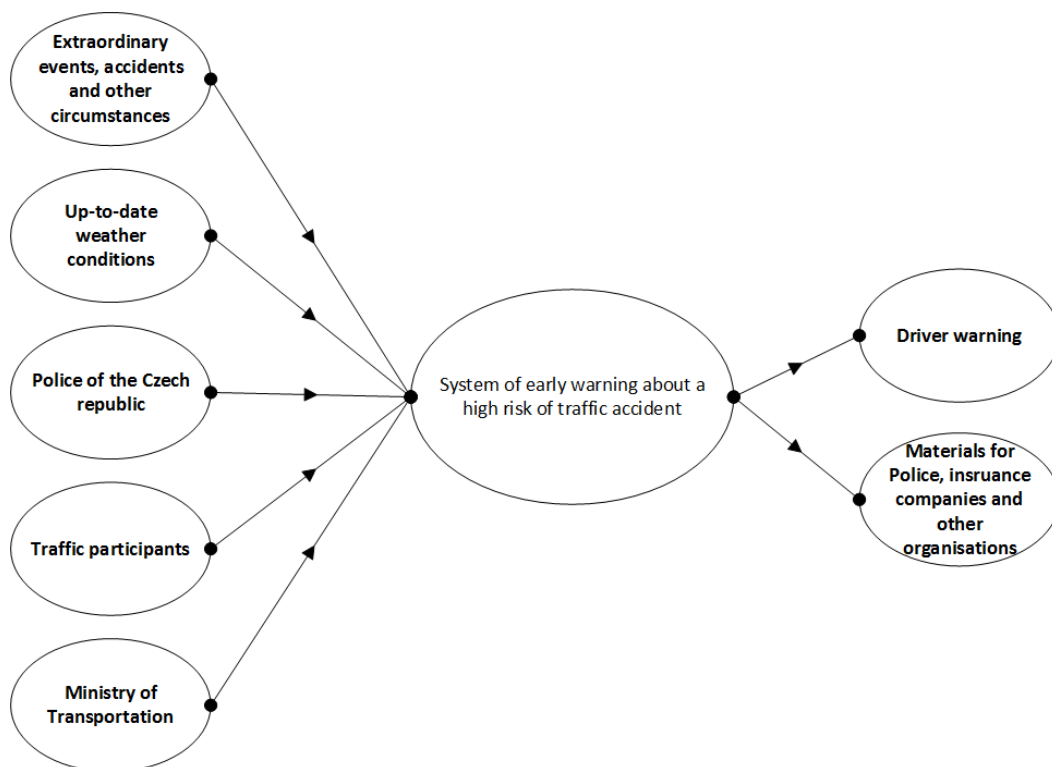 Extraordinary
events, accidents
and other
circumstances
Up-to-date
weather
conditions
Police of the Czech
republic
Traffic participants
Ministry of
Transportation
System of early warning about a
high risk of traffic accident
Driver warning
Materials for
Police, insruance
companies and
other
organisations